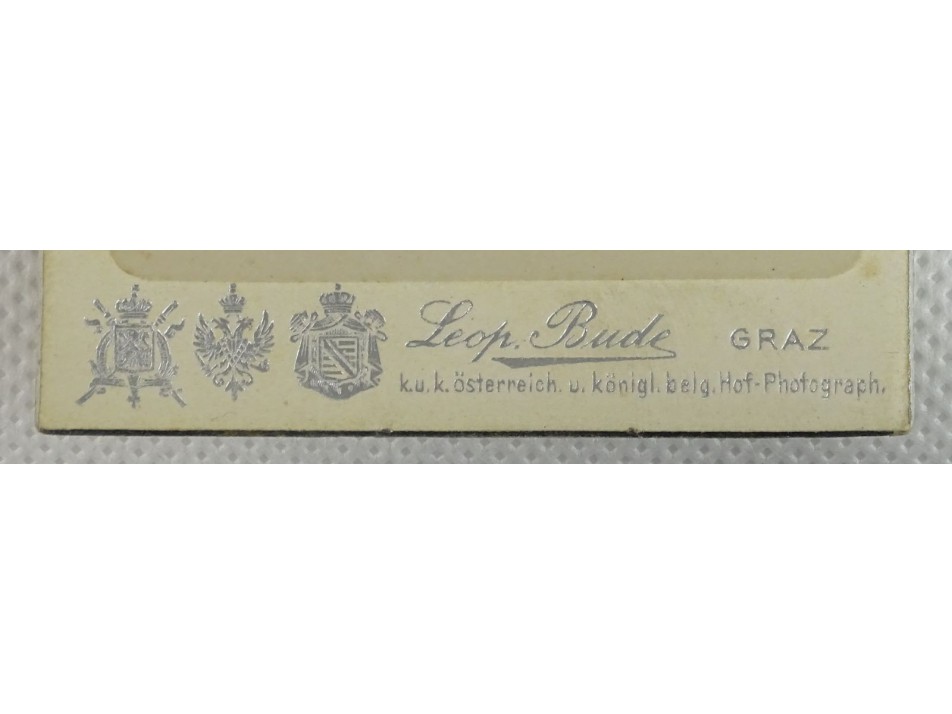 Leop. Bude GRAZ
k.u.k. österreich. u. königl. belg. Hof-Photograph.